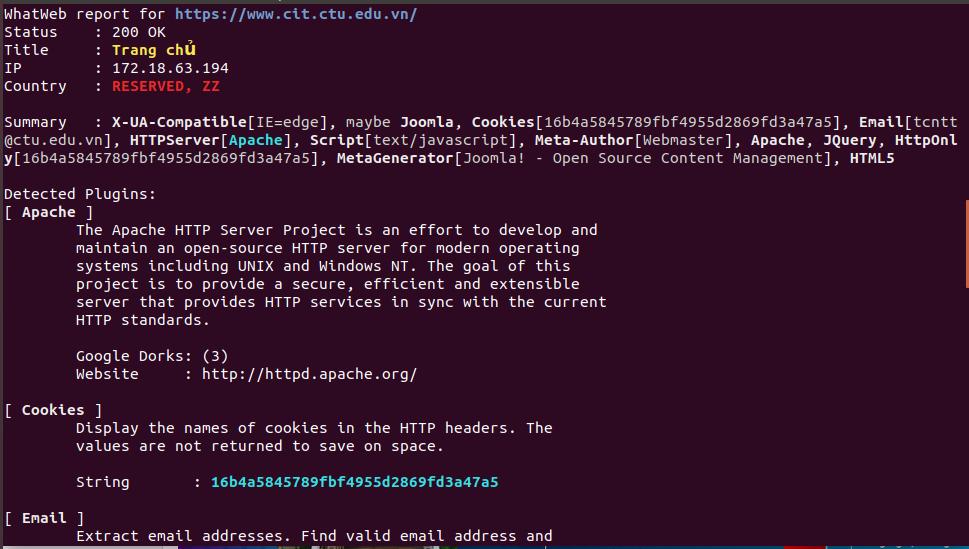 WhatWeb report for https://www.cit.ctu.edu.vn/
Status    : 200 OK
Title     : Trang chủ
IP        : 172.18.63.194
Country   : RESERVED, ZZ
Summary   : X-UA-Compatible[IE=edge], maybe Joomla, Cookies[16b4a5845789fbf4955d2869fd3a47a5], Email[tcntt
@ctu.edu.vn], HTTPServer[Apache], Script[text/javascript], Meta-Author[Webmaster], Apache, JQuery, HttpOnl
y[16b4a5845789fbf4955d2869fd3a47a5], MetaGenerator[Joomla! - Open Source Content Management], HTML5
Detected Plugins:
[ Apache ]
The Apache HTTP Server Project is an effort to develop and
maintain an open-source HTTP server for modern operating
systems including UNIX and Windows NT. The goal of this
project is to provide a secure, efficient and extensible
server that provides HTTP services in sync with the current
HTTP standards.
Google Dorks: (3)
Website     : http://httpd.apache.org/
[ Cookies ]
Display the names of cookies in the HTTP headers. The
values are not returned to save on space.
String       : 16b4a5845789fbf4955d2869fd3a47a5
[ Email ]
Extract email addresses. Find valid email address and